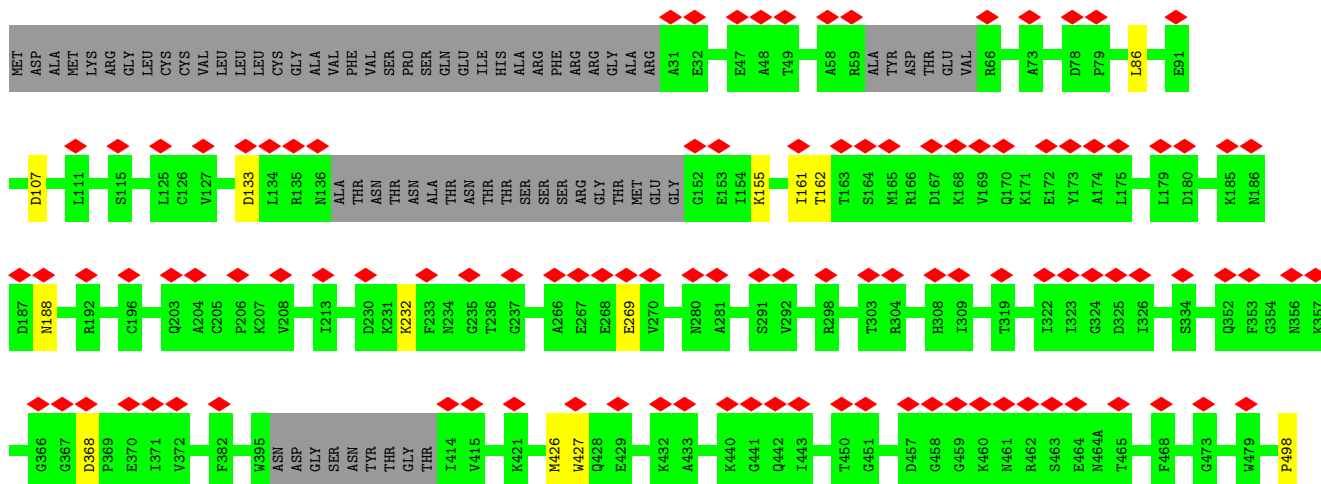 MET ASP ALA MET LYS ARG GLY LEU CYS CYS VAL LEU LEU LEU CYS GLY ALA VAL PHE VAL SER PRO SER GLN GLU ILE HIS ALA ARG PHE ARG ARG GLY ALA ARG A31 E32 E47 A48 T49 A58 R59 ALA TYR ASP THR GLU VAL R66 A73 D78 P79 L86 E91
D107 L111 S115 L125 C126 V127 D133 L134 R135 N136 ALA THR ASN THR ASN ALA THR ASN THR THR SER SER SER ARG GLY THR MET GLU GLY G152 E153 I154 K155 I161 T162 T163 S164 M165 R166 D167 K168 V169 Q170 K171 E172 Y173 A174 L175 L179 D180 K185 N186
D187 N188 R192 C196 Q203 A204 C205 P206 K207 V208 I213 D230 K231 K232 F233 N234 G235 T236 G237 A266 E267 E268 E269 V270 N280 A281 S291 V292 R298 T303 R304 H308 I309 T319 I322 I323 G324 D325 I326 S334 Q352 F353 G354 N356 K357
G366 G367 D368 P369 E370 I371 V372 F382 W395 ASN ASP GLY SER ASN TYR THR GLY THR I414 V415 K421 M426 W427 Q428 E429 K432 A433 K440 G441 Q442 I443 T450 G451 D457 G458 G459 K460 N461 R462 S463 E464 N464A T465 F468 G473 W479 P498